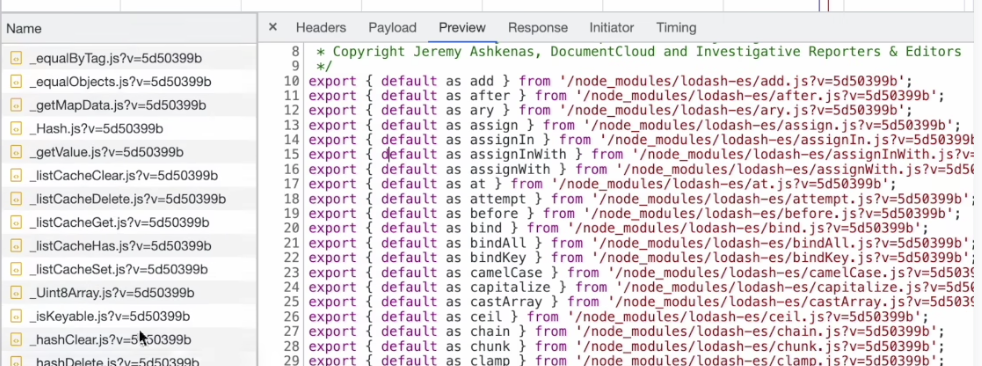 Name
_equalByTag.js?v=5d50399b
_equalObjects.js?v=5d50399b
_getMapData.js?v=5d50399b
_Hash.js?v=5d50399b
_getValue.js?v=5d50399b
_listCacheClear.js?v=5d50399b
_listCacheDelete.js?v=5d50399b
_listCacheGet.js?v=5d50399b
_listCacheHas.js?v=5d50399b
_listCacheSet.js?v=5d50399b
_Uint8Array.js?v=5d50399b
_isKeyable.js?v=5d50399b
_hashClear.js?v=5d50399b
_hashDelete.js?v=5d50399b
× Headers Payload Preview Response Initiator Timing
8 * Copyright Jeremy Ashkenas, DocumentCloud and Investigative Reporters & Editors
9 */
10 export { default as add } from '/node_modules/lodash-es/add.js?v=5d50399b';
11 export { default as after } from '/node_modules/lodash-es/after.js?v=5d50399b';
12 export { default as ary } from '/node_modules/lodash-es/ary.js?v=5d50399b';
13 export { default as assign } from '/node_modules/lodash-es/assign.js?v=5d50399b';
14 export { default as assignIn } from '/node_modules/lodash-es/assignIn.js?v=5d50399b
15 export { default as assignInWith } from '/node_modules/lodash-es/assignInWith.js?v=
16 export { default as assignWith } from '/node_modules/lodash-es/assignWith.js?v=5d50
17 export { default as at } from '/node_modules/lodash-es/at.js?v=5d50399b';
18 export { default as attempt } from '/node_modules/lodash-es/attempt.js?v=5d50399b';
19 export { default as before } from '/node_modules/lodash-es/before.js?v=5d50399b';
20 export { default as bind } from '/node_modules/lodash-es/bind.js?v=5d50399b';
21 export { default as bindAll } from '/node_modules/lodash-es/bindAll.js?v=5d50399b';
22 export { default as bindKey } from '/node_modules/lodash-es/bindKey.js?v=5d50399b';
23 export { default as camelCase } from '/node_modules/lodash-es/camelCase.js?v=5d5039
24 export { default as capitalize } from '/node_modules/lodash-es/capitalize.js?v=5d50
25 export { default as castArray } from '/node_modules/lodash-es/castArray.js?v=5d5039
26 export { default as ceil } from '/node_modules/lodash-es/ceil.js?v=5d50399b';
27 export { default as chain } from '/node_modules/lodash-es/chain.js?v=5d50399b';
28 export { default as chunk } from '/node_modules/lodash-es/chunk.js?v=5d50399b';
29 export { default as clamp } from '/node_modules/lodash-es/clamp.js?v=5d50399b';